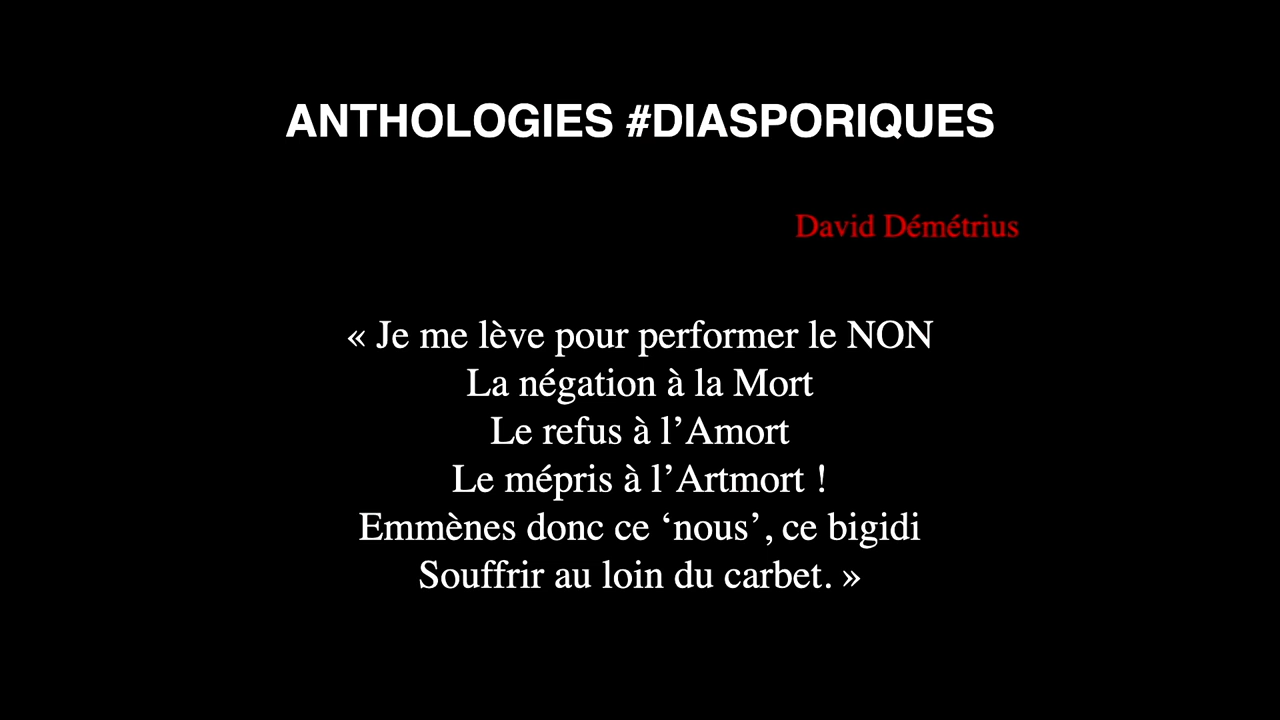 ANTHOLOGIES #DIASPORIQUES
David Démétrius
« Je me lève pour performer le NON
La négation à la Mort
Le refus à l’Amort
Le mépris à l’Artmort !
Emmènes donc ce ‘nous’, ce bigidi
Souffrir au loin du carbet. »